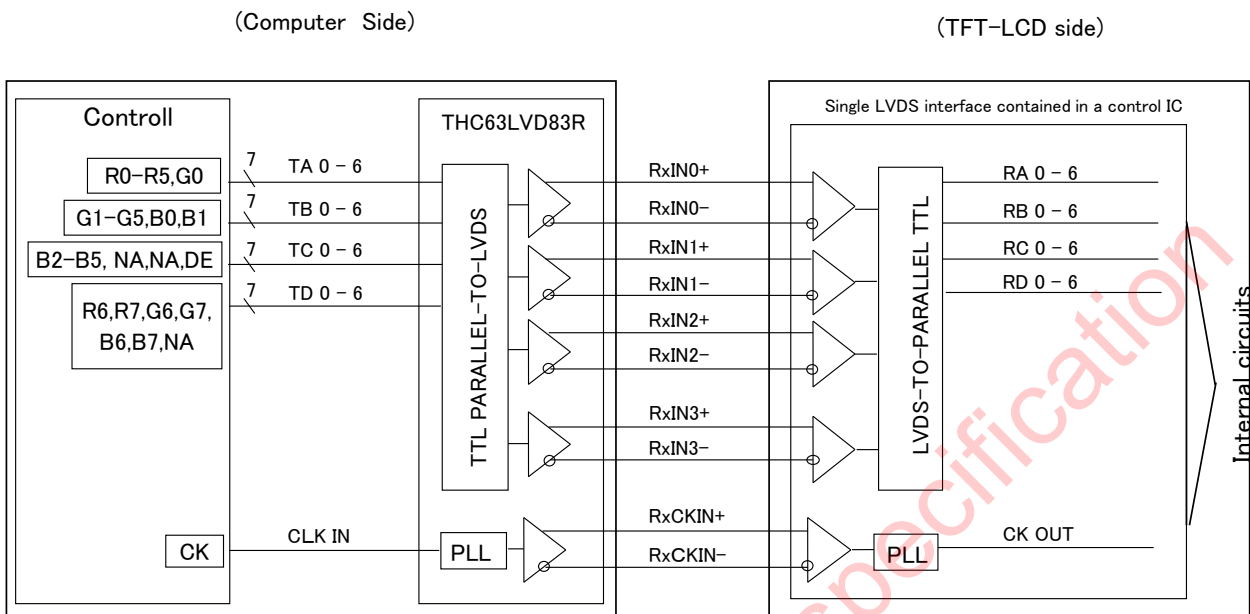 (Computer Side)
(TFT-LCD side)
Controll
THC63LVD83R
Single LVDS interface contained in a control IC
R0-R5,G0
7
TA 0 - 6
G1-G5,B0,B1
7
TB 0 - 6
B2-B5, NA,NA,DE
7
TC 0 - 6
R6,R7,G6,G7,
B6,B7,NA
7
TD 0 - 6
CK
CLK IN
TTL PARALLEL-TO-LVDS
PLL
RxIN0+
RxIN0-
RxIN1+
RxIN1-
RxIN2+
RxIN2-
RxIN3+
RxIN3-
RxCKIN+
RxCKIN-
LVDS-TO-PARALLEL TTL
PLL
RA 0 - 6
RB 0 - 6
RC 0 - 6
RD 0 - 6
CK OUT
Internal circuits
specification